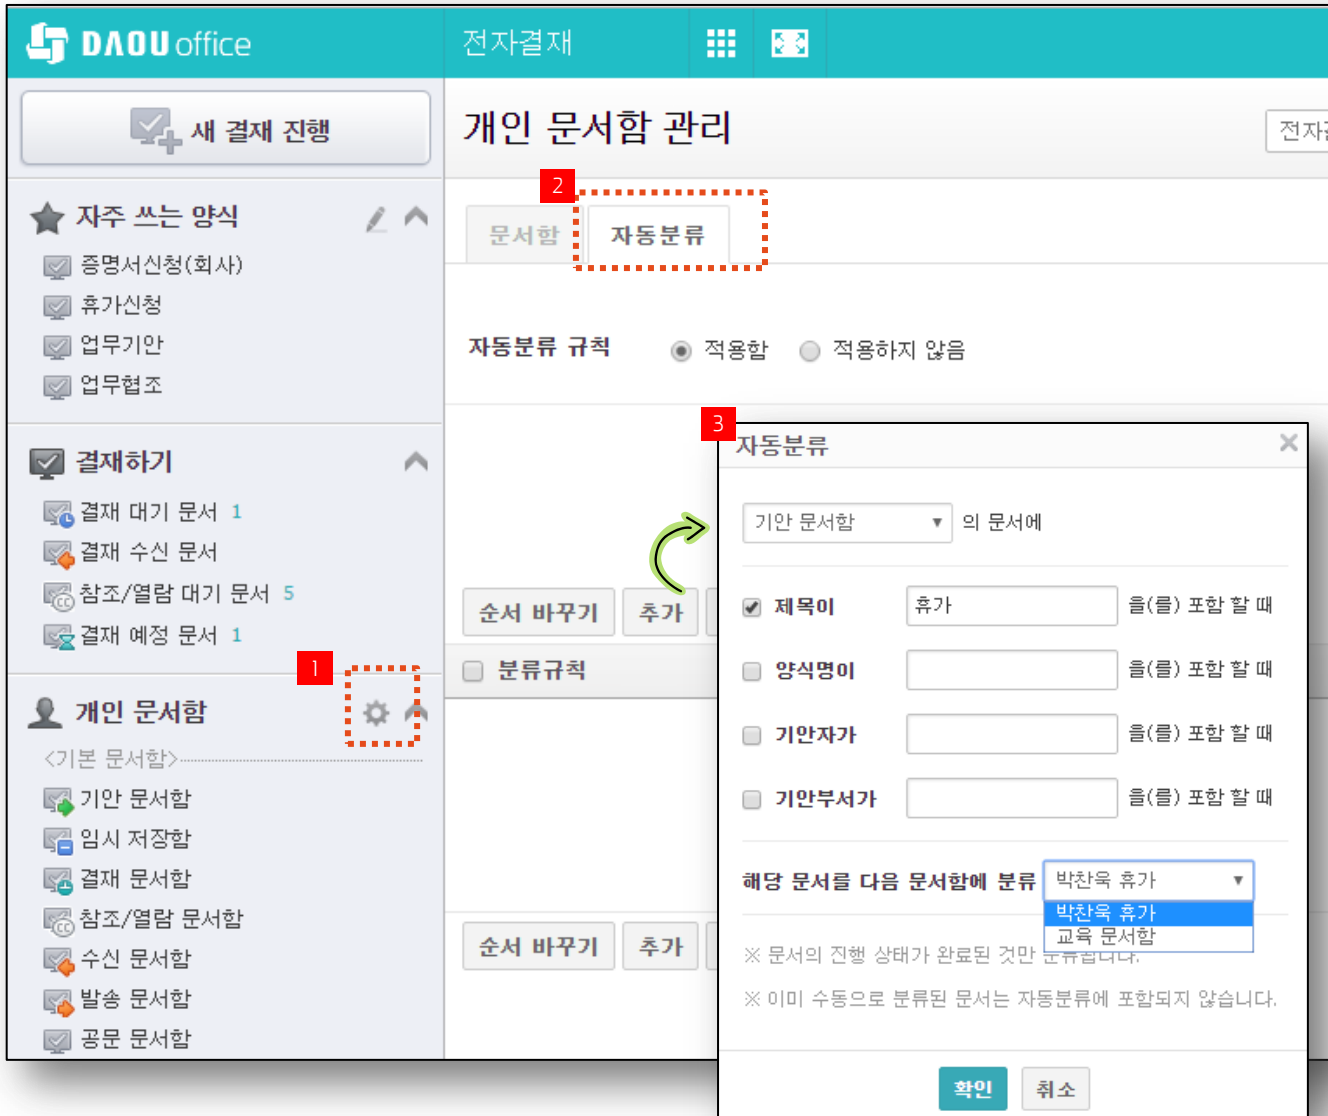 DAOU office
전자결재
새 결재 진행
자주 쓰는 양식
증명서신청(회사)
휴가신청
업무기안
업무협조
결재하기
결재 대기 문서 1
결재 수신 문서
참조/열람 대기 문서 5
결재 예정 문서 1
1
개인 문서함
<기본 문서함>
기안 문서함
임시 저장함
결재 문서함
참조/열람 문서함
수신 문서함
발송 문서함
공문 문서함
개인 문서함 관리
2
문서함 자동분류
자동분류 규칙 적용함 적용하지 않음
순서 바꾸기 추가
분류규칙
순서 바꾸기 추가
3
자동분류
기안 문서함 ▼ 의 문서에
제목이 휴가 을(를) 포함 할 때
양식명이 을(를) 포함 할 때
기안자가 을(를) 포함 할 때
기안부서가 을(를) 포함 할 때
해당 문서를 다음 문서함에 분류 박찬욱 휴가 ▼
박찬욱 휴가
교육 문서함
※ 문서의 진행 상태가 완료된 것만
※ 이미 수동으로 분류된 문서는 자동분류에 포함되지 않습니다.
확인 취소